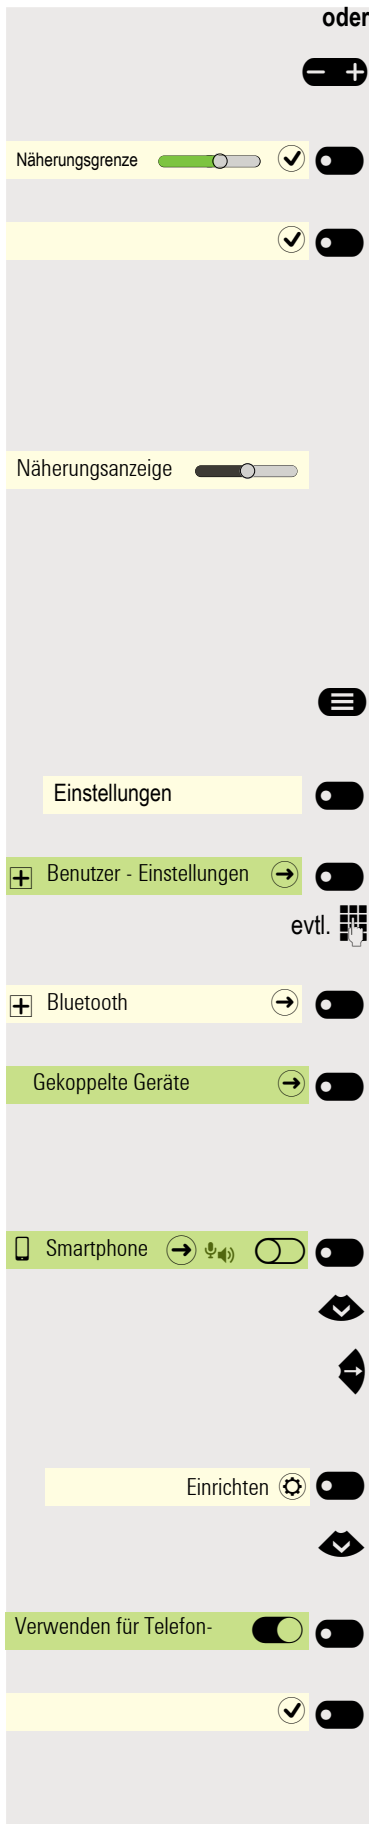 oder
Näherungsgrenze
Näherungsanzeige
Einstellungen
Benutzer - Einstellungen
evtl.
Bluetooth
Gekoppelte Geräte
Smartphone
Einrichten
Verwenden für Telefon-